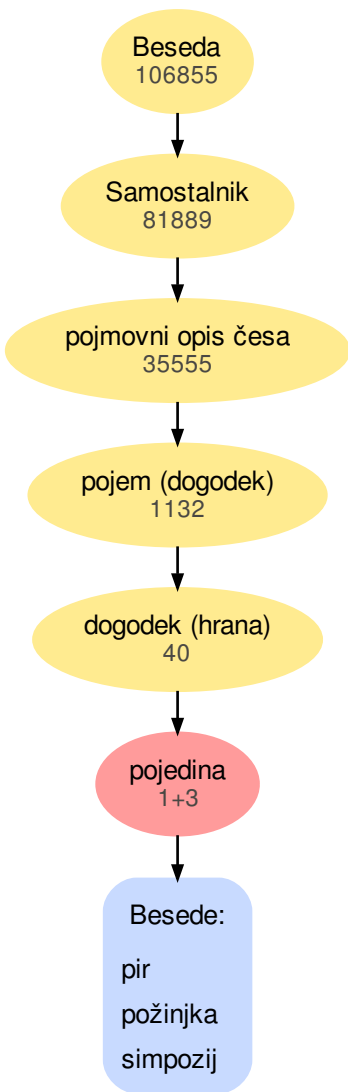 Beseda
106855
Samostalnik
81889
pojmovni opis česa
35555
pojem (dogodek)
1132
dogodek (hrana)
40
pojedina
1+3
Besede:
pir
požinjka
simpozij